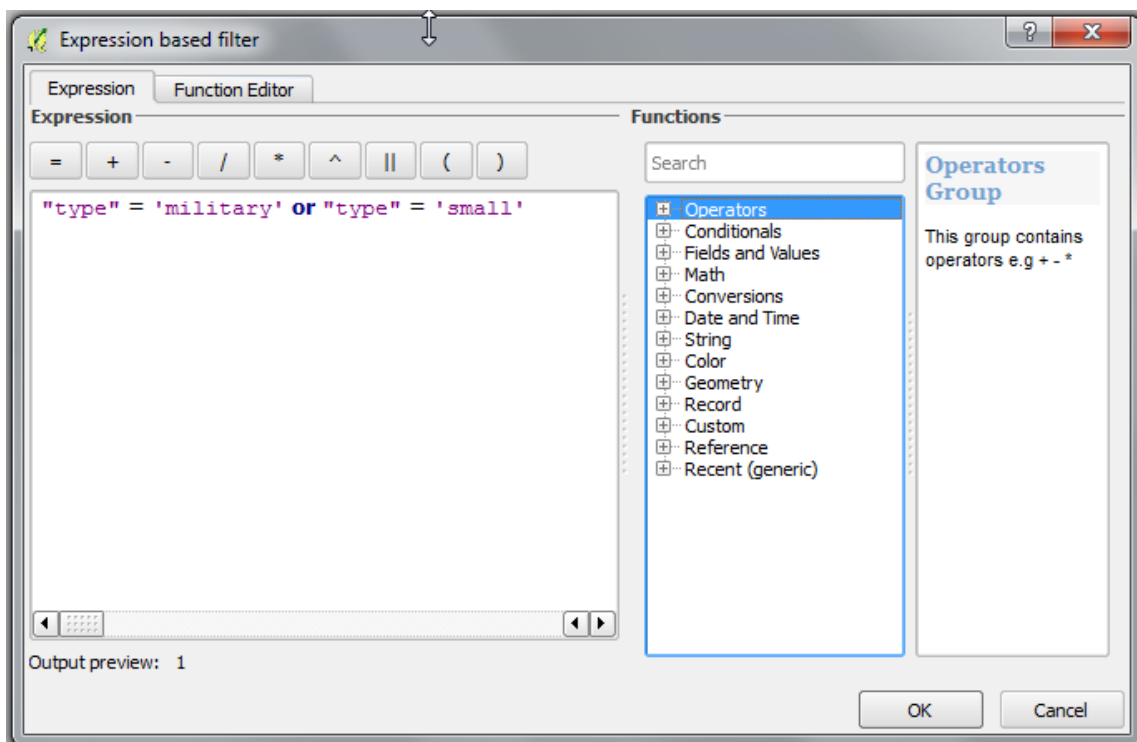 Expression based filter
?
X
Expression
Function Editor
Expression
= + - / * ^ || ( )
"type" = 'military' or "type" = 'small'
Output preview: 1
Functions
Search
Operators
Conditionals
Fields and Values
Math
Conversions
Date and Time
String
Color
Geometry
Record
Custom
Reference
Recent (generic)
Operators
Group
This group contains
operators e.g + - *
OK
Cancel